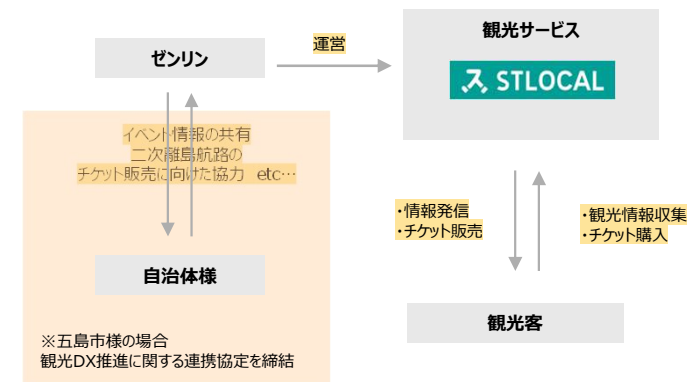 観光サービス
ゼンリン
運営
STLOCAL
イベント情報の共有
二次離島航路の
チケット販売に向けた協力 etc…
・情報発信
・チケット販売
・観光情報収集
・チケット購入
自治体様
観光客
※五島市様の場合
観光DX推進に関する連携協定を締結